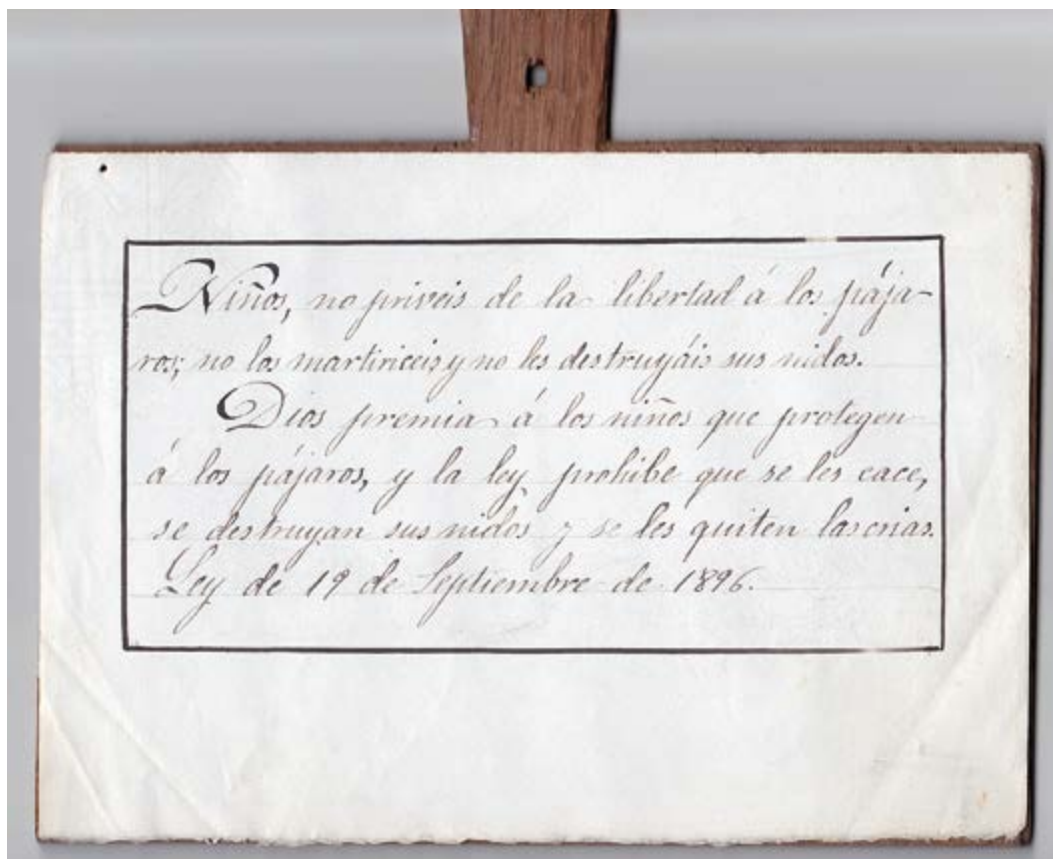 Niños, no priveis de la libertad á los pája-
ros; no los martiriceis y no les destruyáis sus nidos.
Dios premia á los niños que protegen
á los pájaros, y la ley prohibe que se les cace,
se destruyan sus nidos y se les quiten las crias.
Ley de 19 de Septiembre de 1896.